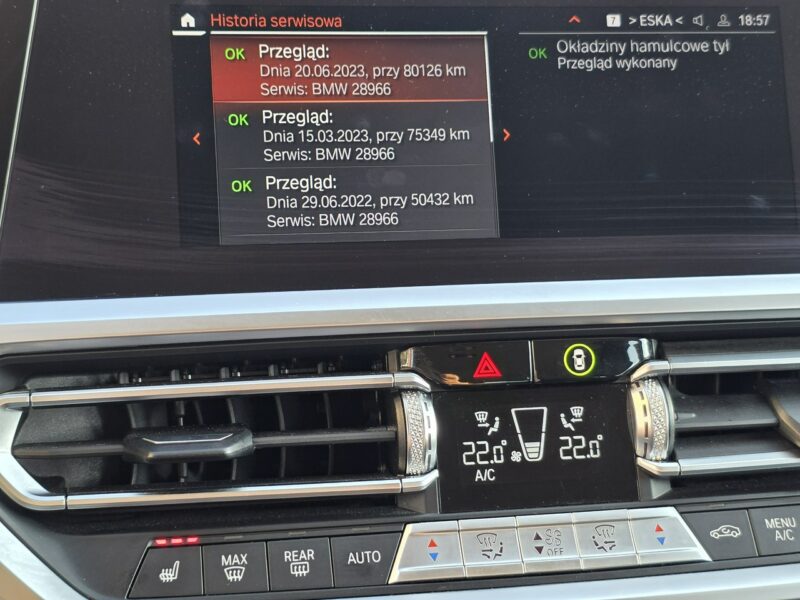 Historia serwisowa
7 > ESKA < 18:57
OK Przegląd:
Dnia 20.06.2023, przy 80126 km
Serwis: BMW 28966
OK Przegląd:
Dnia 15.03.2023, przy 75349 km
Serwis: BMW 28966
OK Przegląd:
Dnia 29.06.2022, przy 50432 km
Serwis: BMW 28966
OK Okładziny hamulcowe tył
Przegląd wykonany
22.0° 22.0°
A/C
MAX
REAR
AUTO
OFF
MENU
A/C